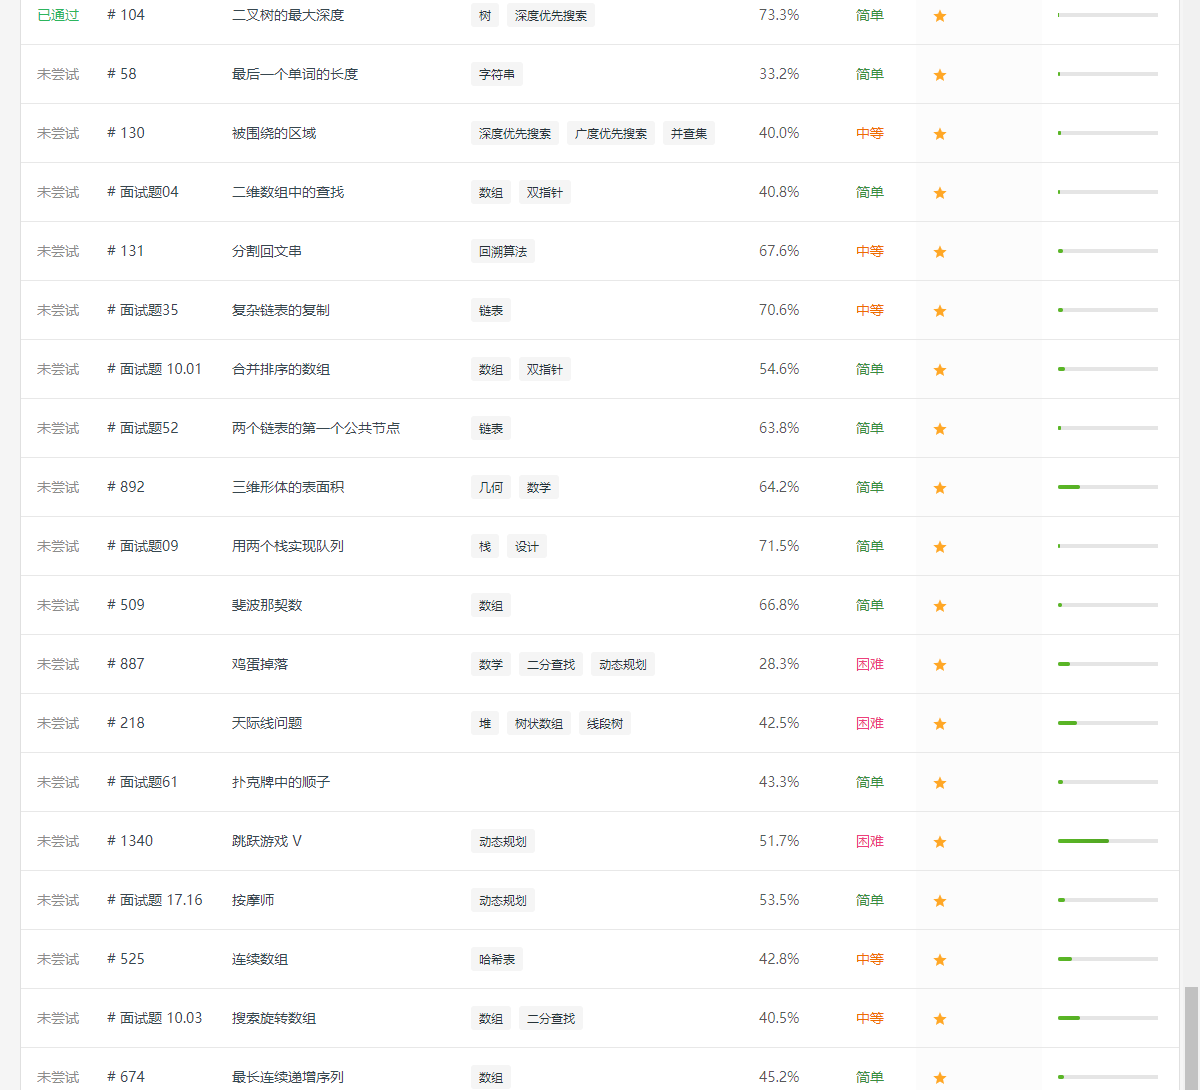 已通过 # 104 二叉树的最大深度 树 深度优先搜索 73.3% 简单
未尝试 # 58 最后一个单词的长度 字符串 33.2% 简单
未尝试 # 130 被围绕的区域 深度优先搜索 广度优先搜索 并查集 40.0% 中等
未尝试 # 面试题04 二维数组中的查找 数组 双指针 40.8% 简单
未尝试 # 131 分割回文串 回溯算法 67.6% 中等
未尝试 # 面试题35 复杂链表的复制 链表 70.6% 中等
未尝试 # 面试题 10.01 合并排序的数组 数组 双指针 54.6% 简单
未尝试 # 面试题52 两个链表的第一个公共节点 链表 63.8% 简单
未尝试 # 892 三维形体的表面积 几何 数学 64.2% 简单
未尝试 # 面试题09 用两个栈实现队列 栈 设计 71.5% 简单
未尝试 # 509 斐波那契数 数组 66.8% 简单
未尝试 # 887 鸡蛋掉落 数学 二分查找 动态规划 28.3% 困难
未尝试 # 218 天际线问题 堆 树状数组 线段树 42.5% 困难
未尝试 # 面试题61 扑克牌中的顺子 43.3% 简单
未尝试 # 1340 跳跃游戏 V 动态规划 51.7% 困难
未尝试 # 面试题 17.16 按摩师 动态规划 53.5% 简单
未尝试 # 525 连续数组 哈希表 42.8% 中等
未尝试 # 面试题 10.03 搜索旋转数组 数组 二分查找 40.5% 中等
未尝试 # 674 最长连续递增序列 数组 45.2% 简单